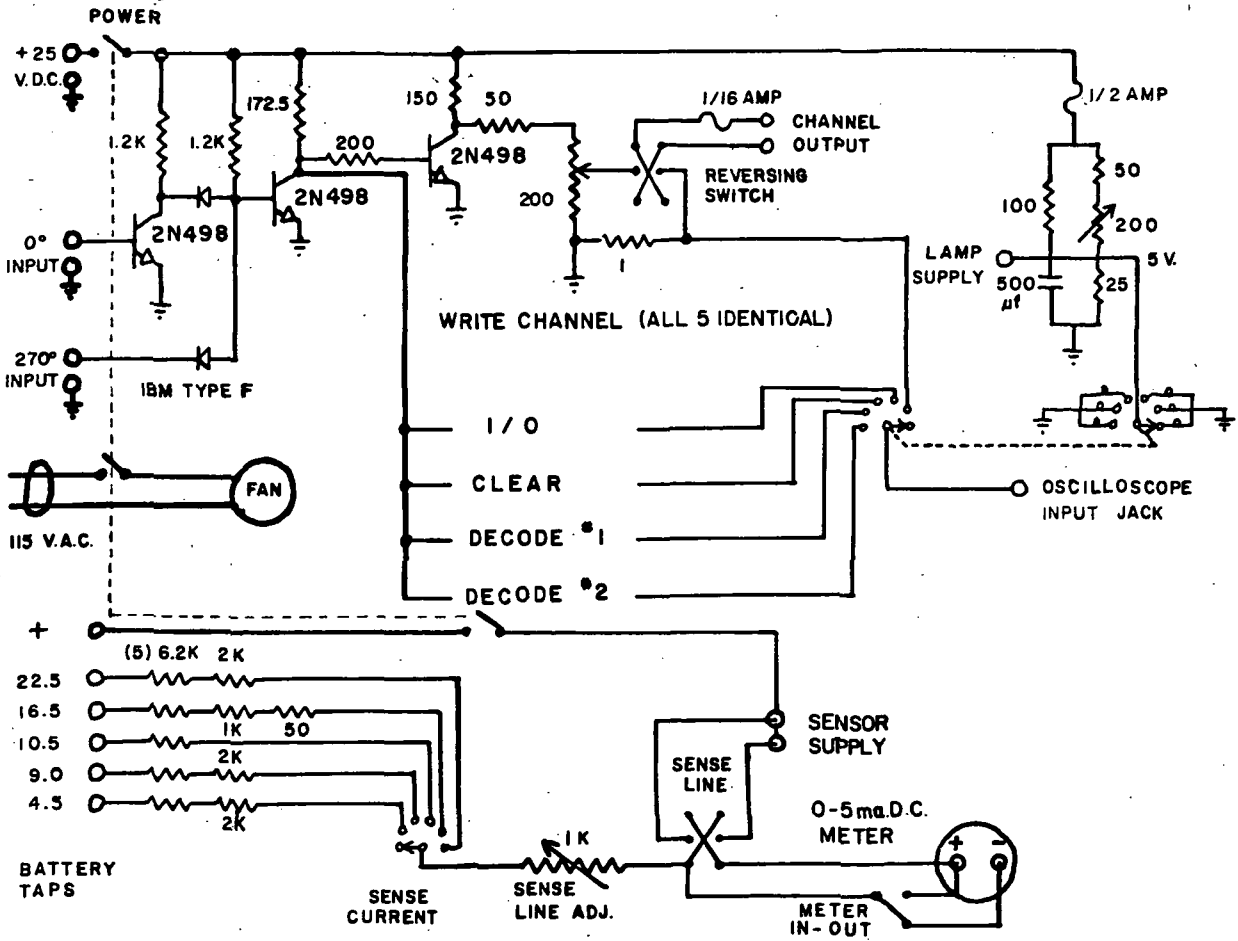 POWER
+25
V.D.C.
1.2K
1.2K
172.5
200
150
50
2N498
2N498
2N498
1/16 AMP
CHANNEL
OUTPUT
REVERSING
SWITCH
200
1
1/2 AMP
50
100
200
LAMP
SUPPLY
5 V.
500
µf
25
0°
INPUT
270°
INPUT
IBM TYPE F
WRITE CHANNEL (ALL 5 IDENTICAL)
I/O
CLEAR
DECODE #1
DECODE #2
FAN
115 V.A.C.
OSCILLOSCOPE
INPUT JACK
+
(5) 6.2K 2K
22.5
16.5
1K 50
10.5
2K
9.0
4.5
2K
BATTERY
TAPS
SENSE
CURRENT
1K
SENSE
LINE ADJ.
SENSE
LINE
SENSOR
SUPPLY
0-5ma.D.C.
METER
+ -
METER
IN-OUT